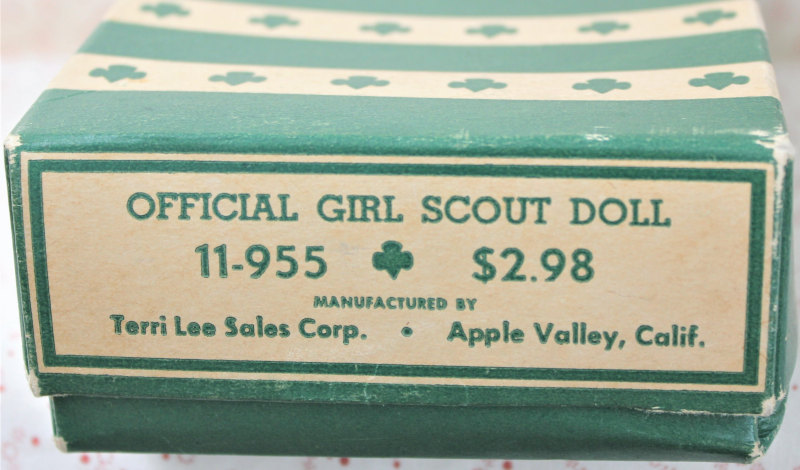 OFFICIAL GIRL SCOUT DOLL
11-955 $2.98
MANUFACTURED BY
Terri Lee Sales Corp. • Apple Valley, Calif.